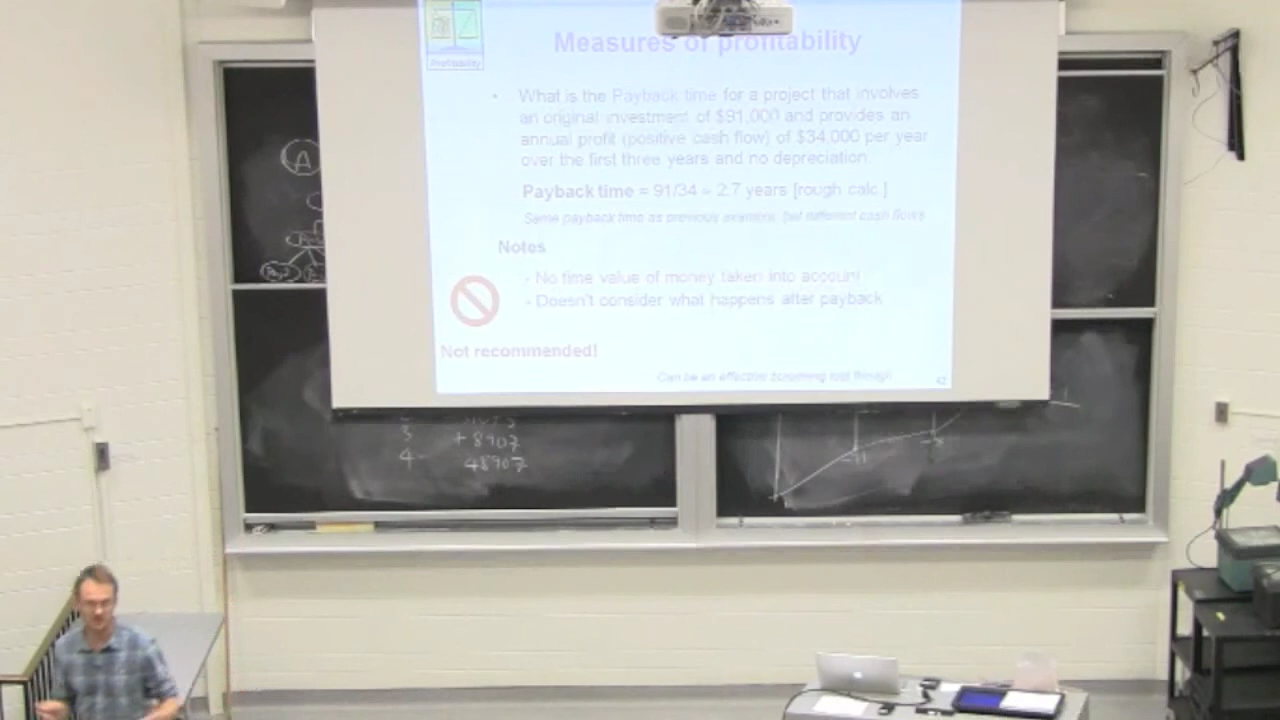 Profitability
Measures of profitability
• What is the Payback time for a project that involves
an original investment of $91,000 and provides an
annual profit (positive cash flow) of $34,000 per year
over the first three years and no depreciation
Payback time = 91/34 = 2.7 years [rough calc.]
Same payback time as previous example, but different cash flows
Notes
- No time value of money taken into account
- Doesn't consider what happens after payback
Not recommended!
Can be an effective screening tool though
42
A
3 +8907
4 48907